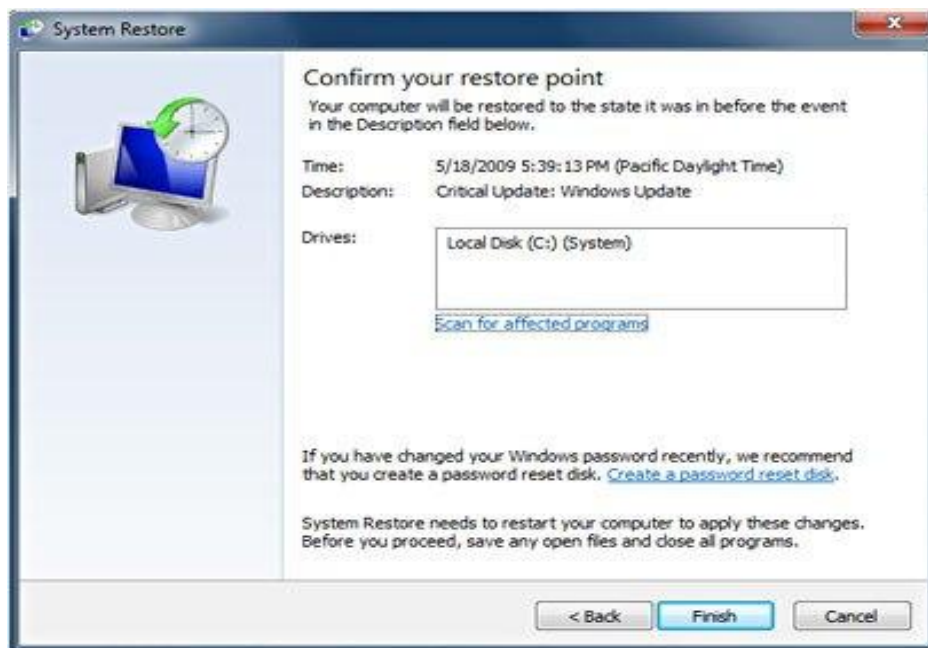 System Restore
Confirm your restore point
Your computer will be restored to the state it was in before the event
in the Description field below.
Time: 5/18/2009 5:39:13 PM (Pacific Daylight Time)
Description: Critical Update: Windows Update
Drives: Local Disk (C:) (System)
Scan for affected programs
If you have changed your Windows password recently, we recommend
that you create a password reset disk. Create a password reset disk.
System Restore needs to restart your computer to apply these changes.
Before you proceed, save any open files and close all programs.
< Back Finish Cancel